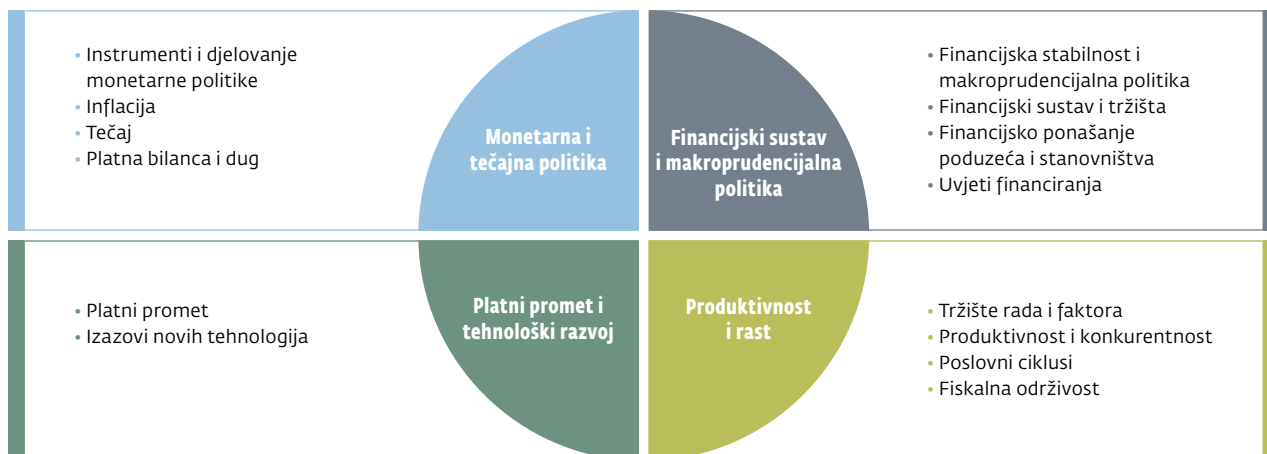 • Instrumenti i djelovanje
monetarne politike
• Inflacija
• Tečaj
• Platna bilanca i dug
Monetarna i
tečajna politika
Financijski sustav
i makroprudencijalna
politika
• Financijska stabilnost i
makroprudencijalna politika
• Financijski sustav i tržišta
• Financijsko ponašanje
poduzeća i stanovništva
• Uvjeti financiranja
• Platni promet
• Izazovi novih tehnologija
Platni promet i
tehnološki razvoj
Produktivnost
i rast
• Tržište rada i faktora
• Produktivnost i konkurentnost
• Poslovni ciklusi
• Fiskalna održivost